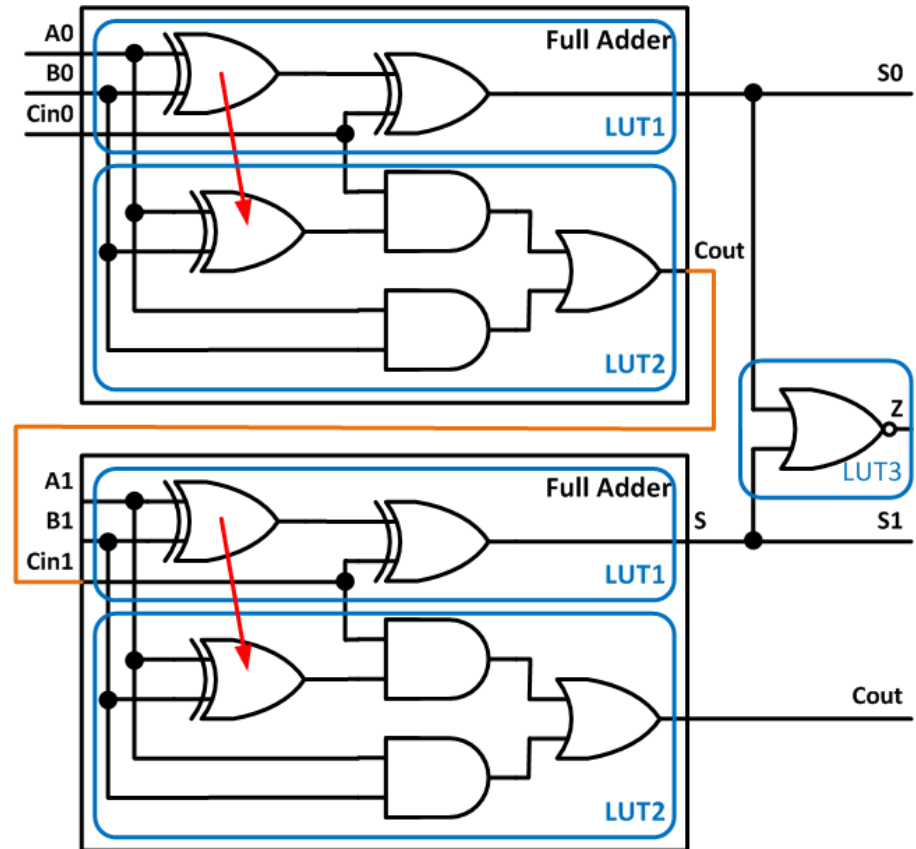 A0
Full Adder
B0
S0
Cin0
LUT1
Cout
LUT2
Z
LUT3
A1
Full Adder
B1
S
S1
Cin1
LUT1
Cout
LUT2